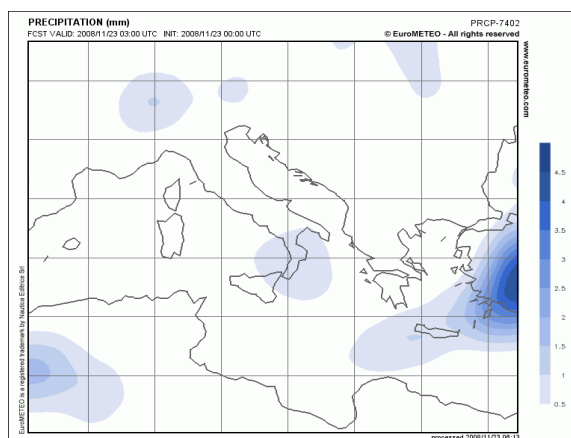 PRECIPITATION (mm)
PRCP-7402
FCST VALID: 2008/11/23 03:00 UTC INIT: 2008/11/23 00:00 UTC
© EuroMETEO - All rights reserved
www.eurometeo.com
4.5
4
3.5
3
2.5
2
1.5
1
0.5
EuroMETEO is a registered trademark by Nautica Editrice Srl
processed 2008/11/23 06:13